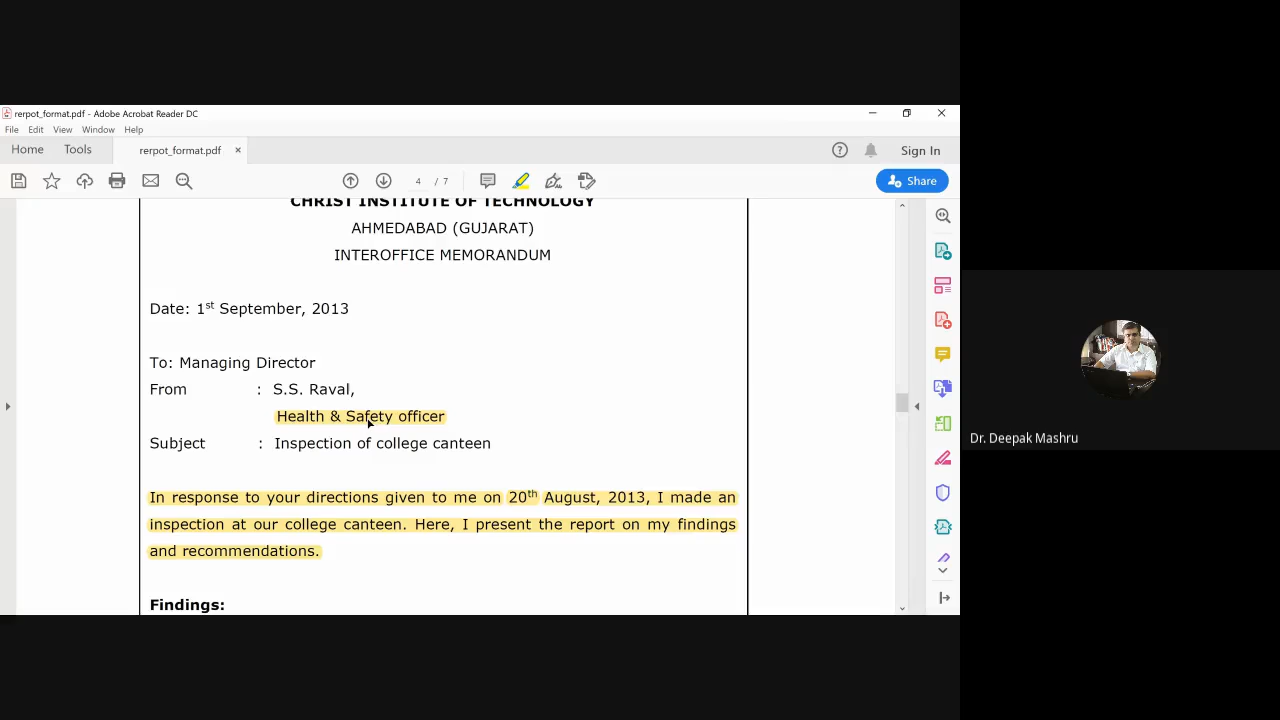 rerpot_format.pdf - Adobe Acrobat Reader DC
File Edit View Window Help
Home Tools rerpot_format.pdf × Sign In
4 / 7 Share
CHRIST INSTITUTE OF TECHNOLOGY
AHMEDABAD (GUJARAT)
INTEROFFICE MEMORANDUM
Date: 1st September, 2013
To: Managing Director
From : S.S. Raval,
Health & Safety officer
Subject : Inspection of college canteen
In response to your directions given to me on 20th August, 2013, I made an
inspection at our college canteen. Here, I present the report on my findings
and recommendations.
Findings:
Dr. Deepak Mashru